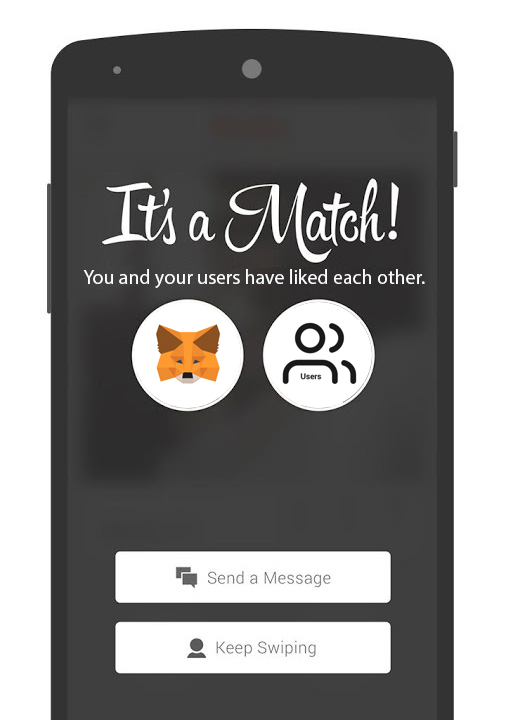 It's a Match!
You and your users have liked each other.
Users
Send a Message
Keep Swiping